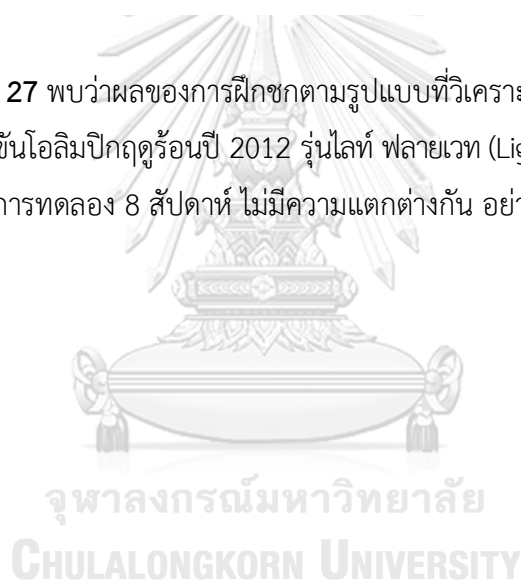 27 พบว่าผลของการฝึกชกตามรูปแบบที่วิเคราะ
ขันโอลิมปิกฤดูร้อนปี 2012 รุ่นไลท์ ฟลายเวท (Lig
การทดลอง 8 สัปดาห์ ไม่มีความแตกต่างกัน อย่า
จุฬาลงกรณ์มหาวิทยาลัย
CHULALONGKORN UNIVERSITY